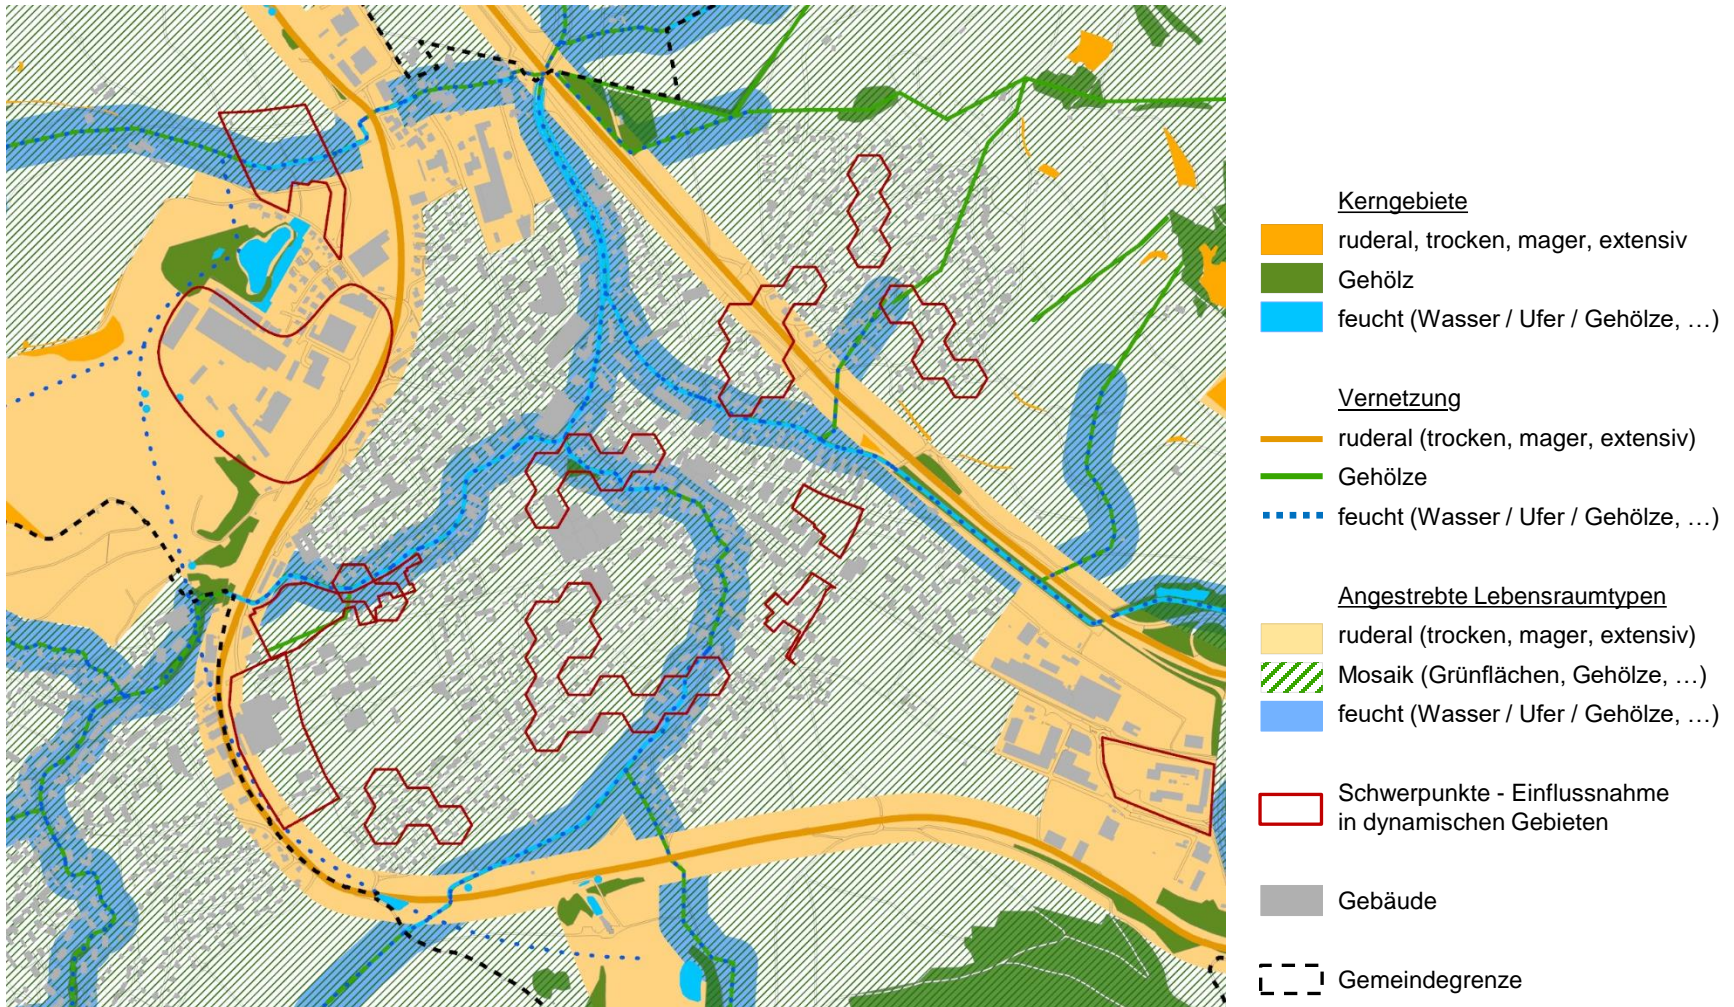 Kerngebiete
ruderal, trocken, mager, extensiv
Gehölz
feucht (Wasser / Ufer / Gehölze, …)
Vernetzung
ruderal (trocken, mager, extensiv)
Gehölze
feucht (Wasser / Ufer / Gehölze, …)
Angestrebte Lebensraumtypen
ruderal (trocken, mager, extensiv)
Mosaik (Grünflächen, Gehölze, …)
feucht (Wasser / Ufer / Gehölze, …)
Schwerpunkte - Einflussnahme
in dynamischen Gebieten
Gebäude
Gemeindegrenze